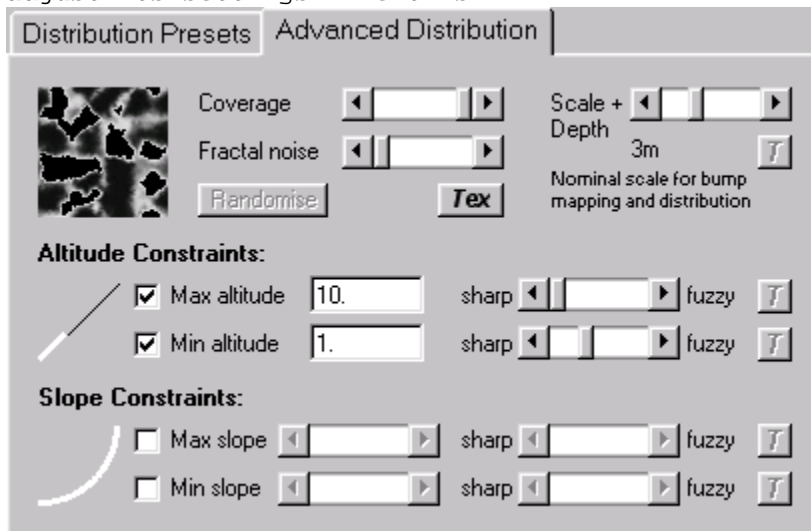 Distribution Presets Advanced Distribution
Coverage
Scale +
Depth
Fractal noise
3m
T
Randomise Tex
Nominal scale for bump
mapping and distribution
Altitude Constraints:
Max altitude 10. sharp fuzzy T
Min altitude 1. sharp fuzzy T
Slope Constraints:
Max slope sharp fuzzy T
Min slope sharp fuzzy T